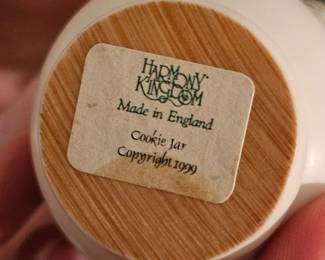 HARMONY
KINGDOM
Made in England
Cookie Jar
Copyright 1999